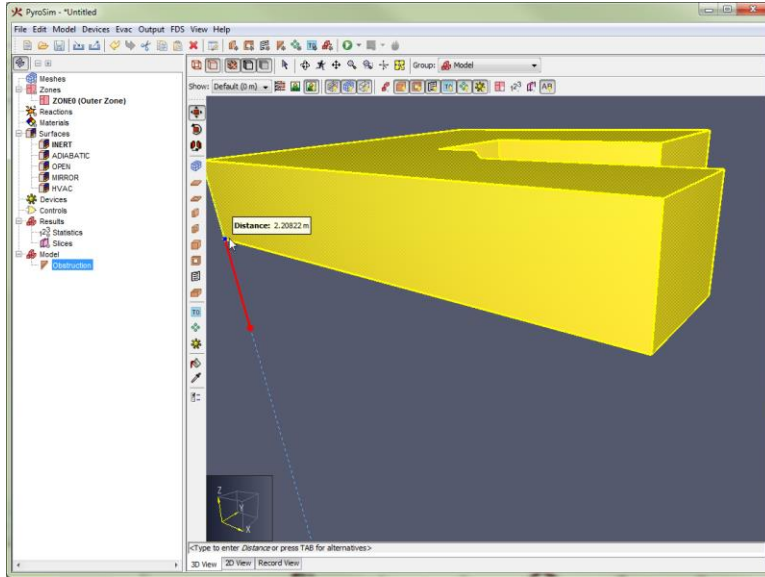 PyroSim - *Untitled
File Edit Model Devices Evac Output FDS View Help
Group: Model
Show: Default (0 m)
Meshes
Zones
ZONE0 (Outer Zone)
Reactions
Materials
Surfaces
INERT
ADIABATIC
OPEN
MIRROR
HVAC
Devices
Controls
Results
Statistics
Slices
Model
Obstruction
Distance: 2.20822 m
Z
Y
X
<Type to enter Distance or press TAB for alternatives>
3D View 2D View Record View